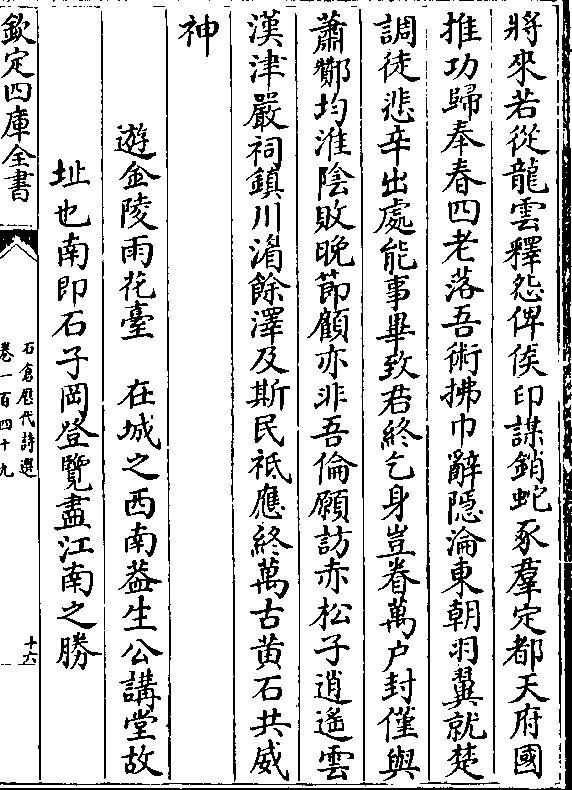 將來若從龍雲釋怨俾侯印謀銷蛇豕羣定都天府國
推功歸奉春四老落吾術拂巾辭隱淪東朝羽翼就楚
調徒悲辛出處能事畢致君終乞身豈眷萬户封僅與
蕭酇均淮陰敗晚節顧亦非吾倫願訪赤松子逍遙雲
漢津嚴祠鎮川濱餘澤及斯民祗應終萬古黄石共威
神
遊金陵雨花臺　在城之西南葢生公講堂故
址也南即石子岡登覽盡江南之勝
欽定四庫全書
石倉歷代詩選
卷一百四十九
十六